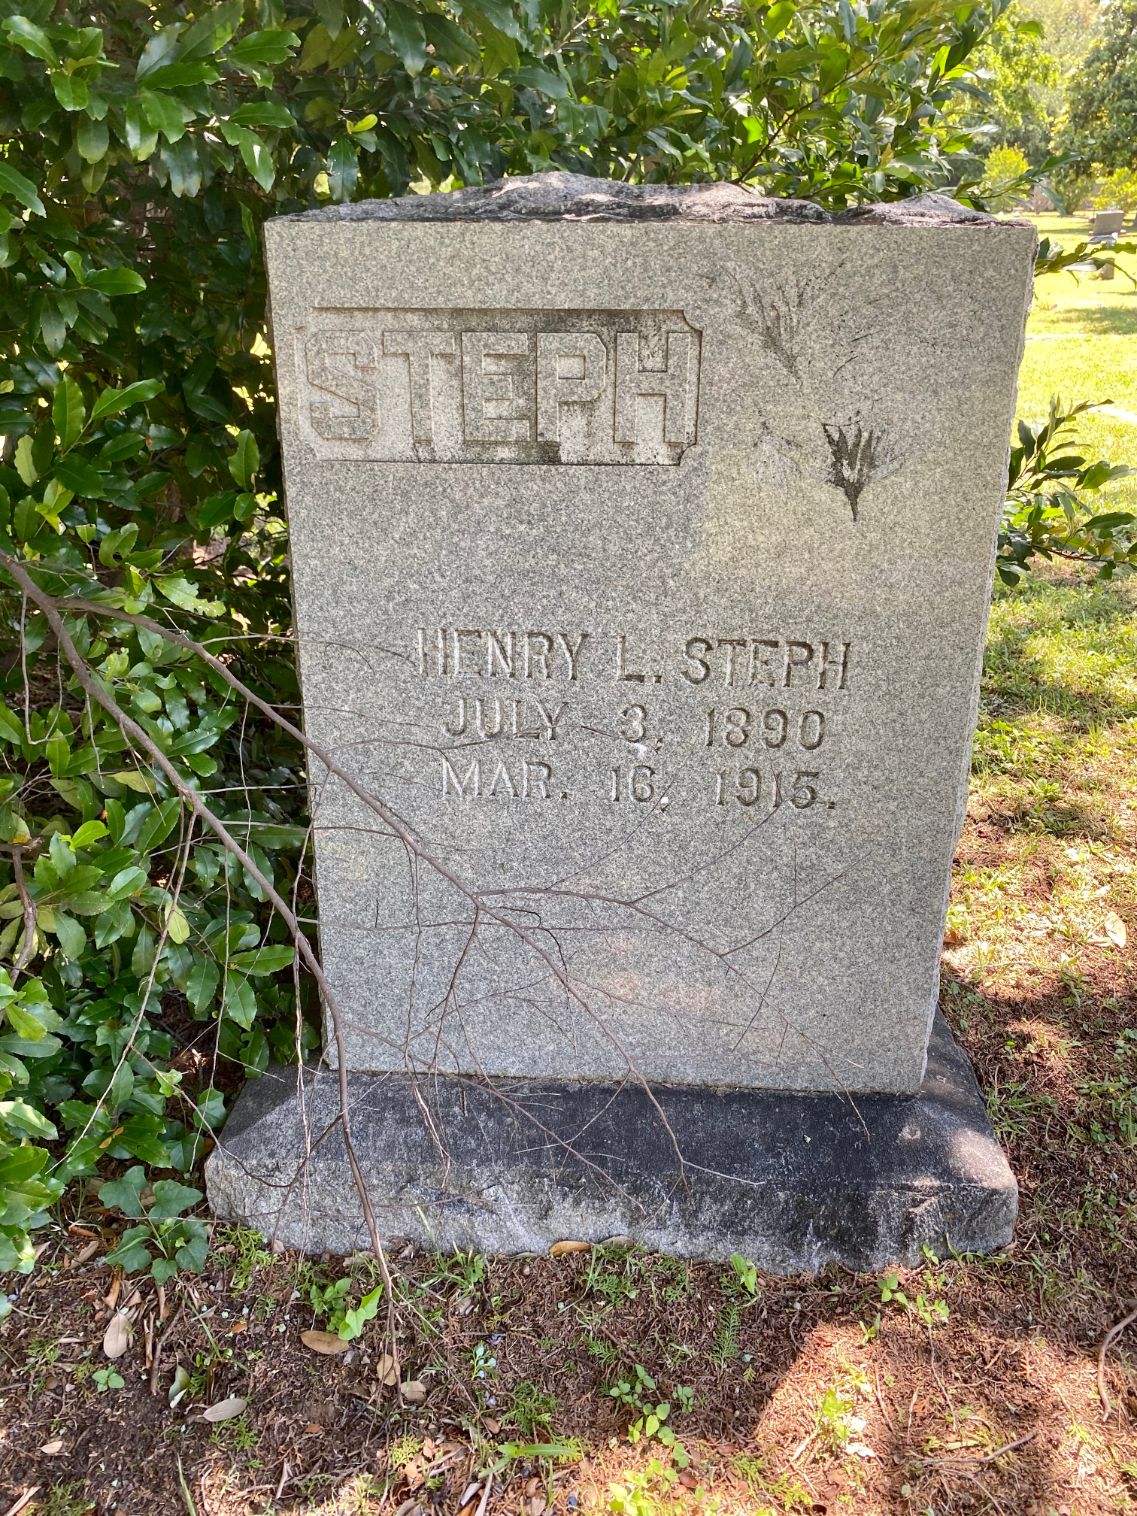 STEPH
HENRY L. STEPH
JULY 3, 1890
MAR. 16, 1915.